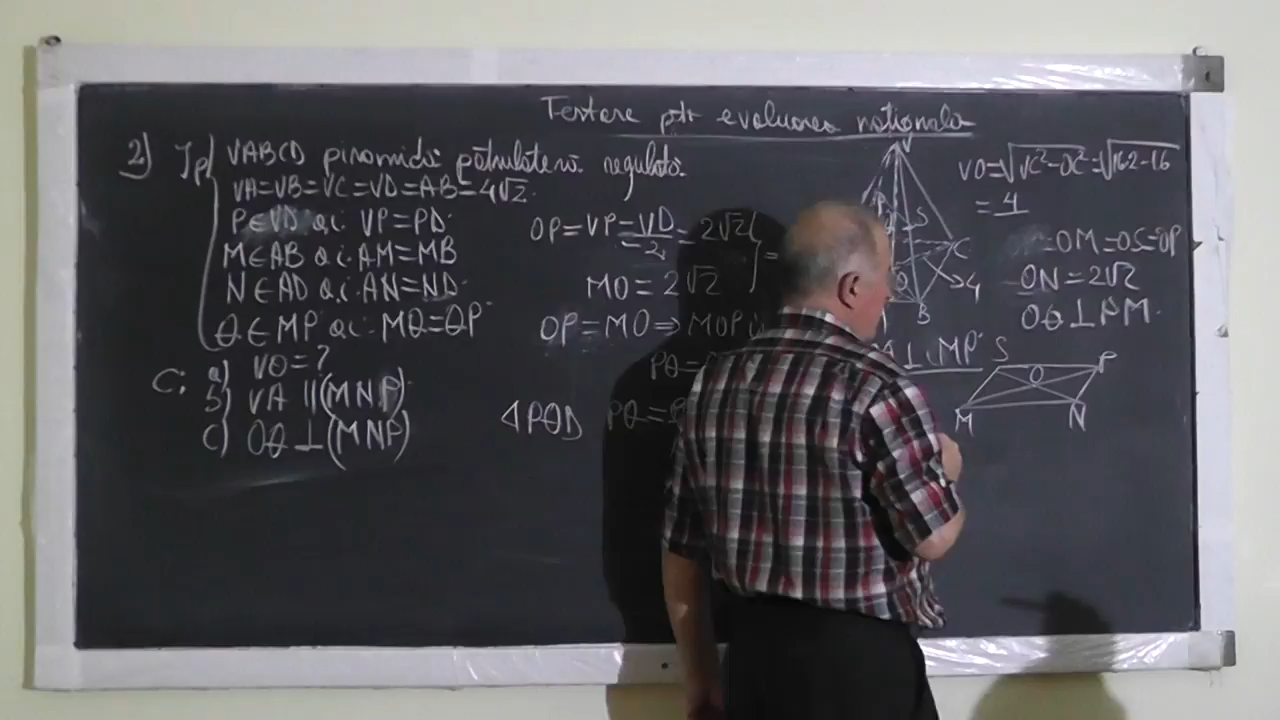 Testare ptr evaluarea nationala
2) Ip VABCD piramidă patrulateră regulată
VA=VB=VC=VD=AB=4√2.
P∈VD a.i. VP=PD.
M∈AB a.i. AM=MB
N∈AD a.i. AN=ND.
Q∈MP a.i. MQ=QP
C: a) VO=?
b) VA ∥(MNP)
c) OQ ⊥(MNP)
OP=VP=VD/2=2√2
MO=2√2
OP=MO⇒MOP
PQ=
△PQD PQ=
V
S
C
4
B
⊥ MP
VO=√VC²-OC²=√162-16
=4
=OM=OS=OP
ON=2√2
OQ⊥PM.
S P
O
M N